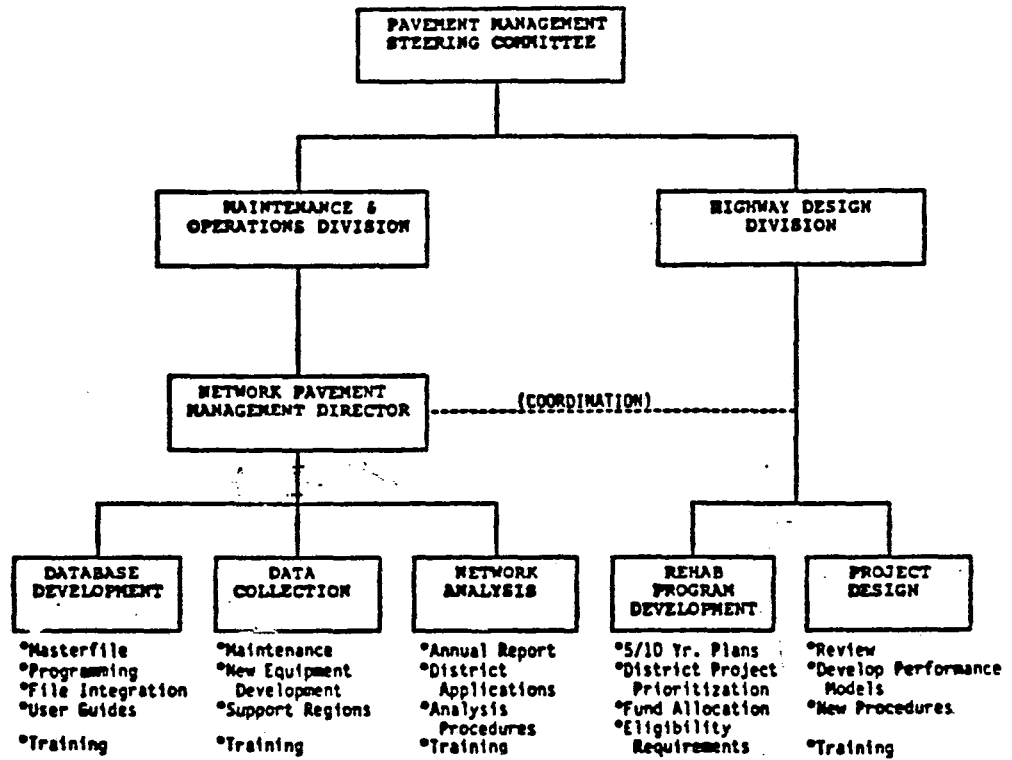 PAVEMENT MANAGEMENT
STEERING COMMITTEE
MAINTENANCE &
OPERATIONS DIVISION
HIGHWAY DESIGN
DIVISION
NETWORK PAVEMENT
MANAGEMENT DIRECTOR
(COORDINATION)
DATABASE
DEVELOPMENT
°Masterfile
°Programming
°File Integration
°User Guides
°Training
DATA
COLLECTION
°Maintenance
°New Equipment
Development
°Support Regions
°Training
NETWORK
ANALYSIS
°Annual Report
°District
Applications
°Analysis
Procedures
°Training
REHAB
PROGRAM
DEVELOPMENT
°5/10 Yr. Plans
°District Project
Prioritization
°Fund Allocation
°Eligibility
Requirements
PROJECT
DESIGN
°Review
°Develop Performance
Models
°New Procedures
°Training